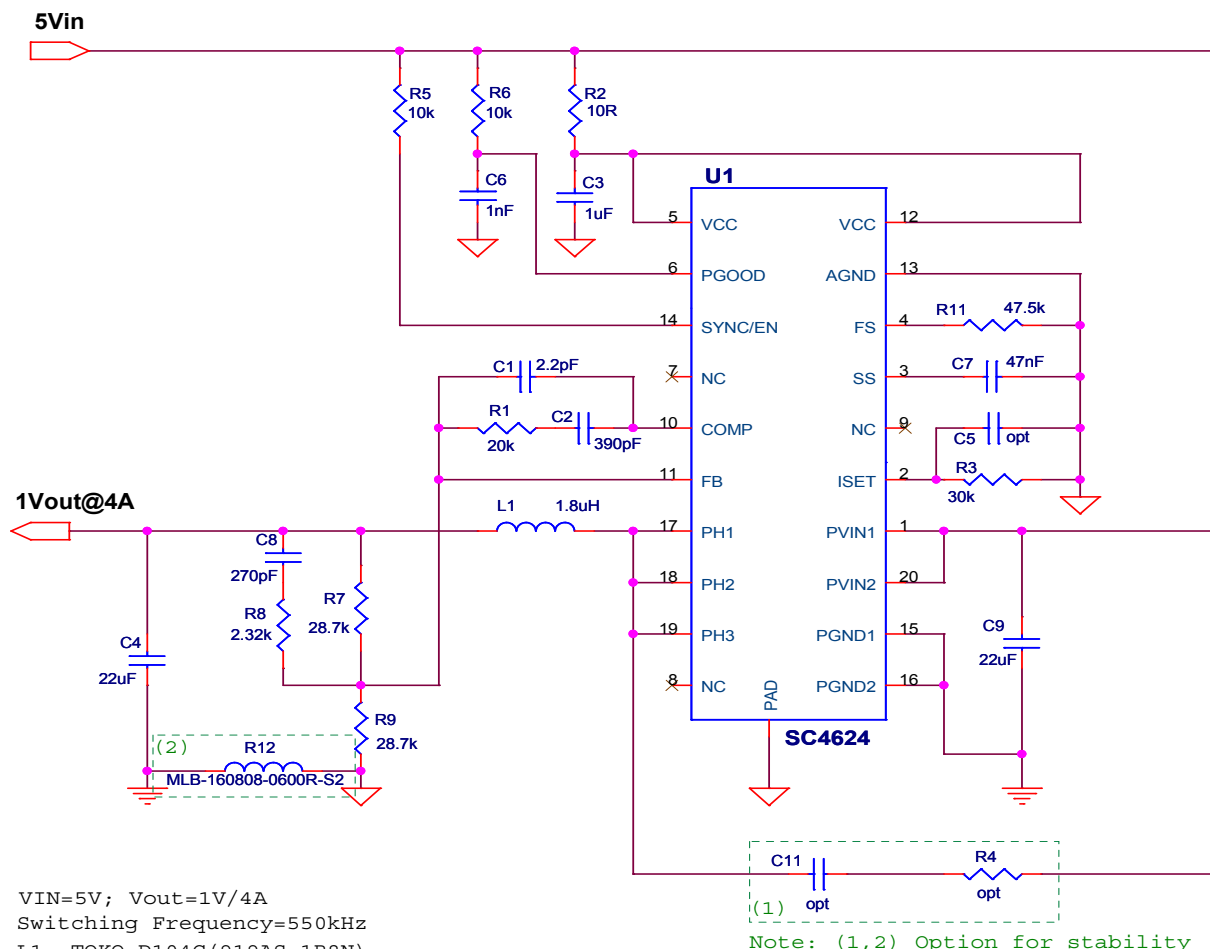 5Vin
R5
10k
R6
10k
R2
10R
C6
1nF
C3
1uF
U1
5
VCC
VCC
12
6
PGOOD
AGND
13
14
SYNC/EN
FS
4
R11
47.5k
C1
2.2pF
7
NC
SS
3
C7
47nF
R1
20k
C2
390pF
10
COMP
NC
9
C5
opt
11
FB
ISET
2
R3
30k
1Vout@4A
L1
1.8uH
17
PH1
PVIN1
1
C8
270pF
18
PH2
PVIN2
20
R8
2.32k
R7
28.7k
19
PH3
PGND1
15
C4
22uF
C9
22uF
8
NC
PGND2
16
PAD
SC4624
R9
28.7k
(2)
R12
MLB-160808-0600R-S2
C11
opt
R4
opt
(1)
VIN=5V; Vout=1V/4A
Switching Frequency=550kHz
Note: (1,2) Option for stability